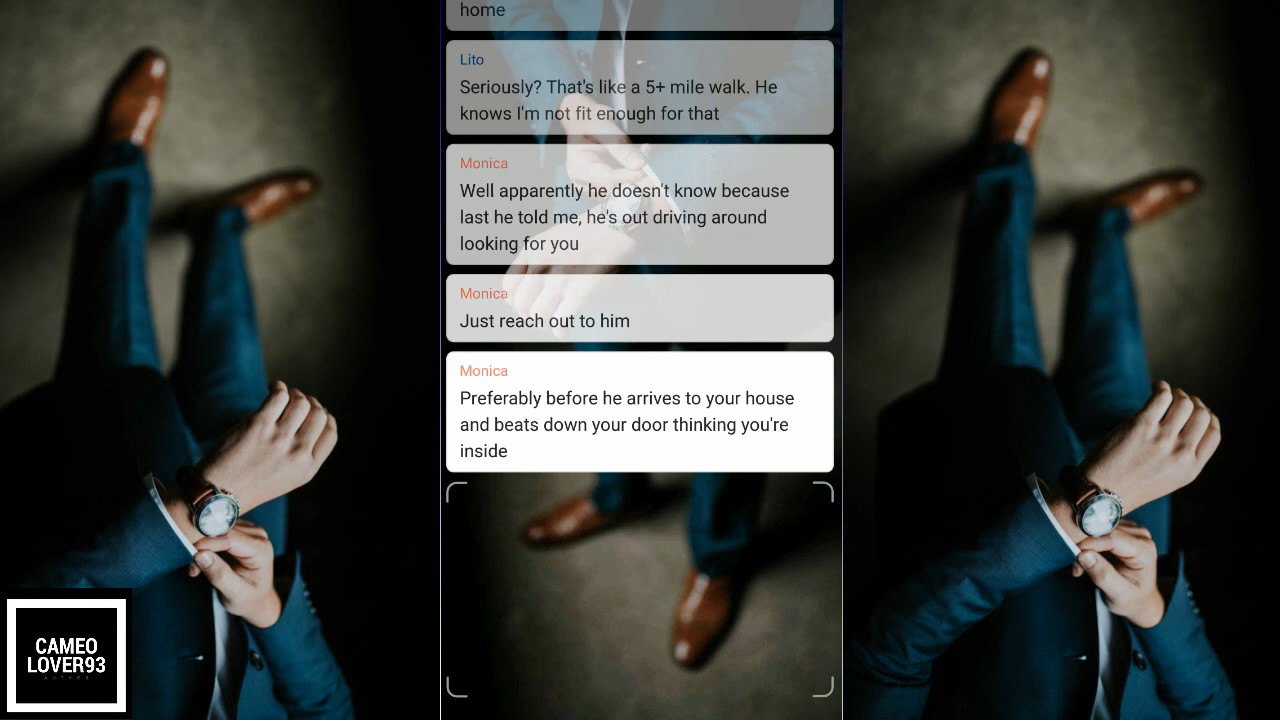 home
Lito
Seriously? That's like a 5+ mile walk. He
knows I'm not fit enough for that
Monica
Well apparently he doesn't know because
last he told me, he's out driving around
looking for you
Monica
Just reach out to him
Monica
Preferably before he arrives to your house
and beats down your door thinking you're
inside
CAMEO
LOVER93
AUTHOR